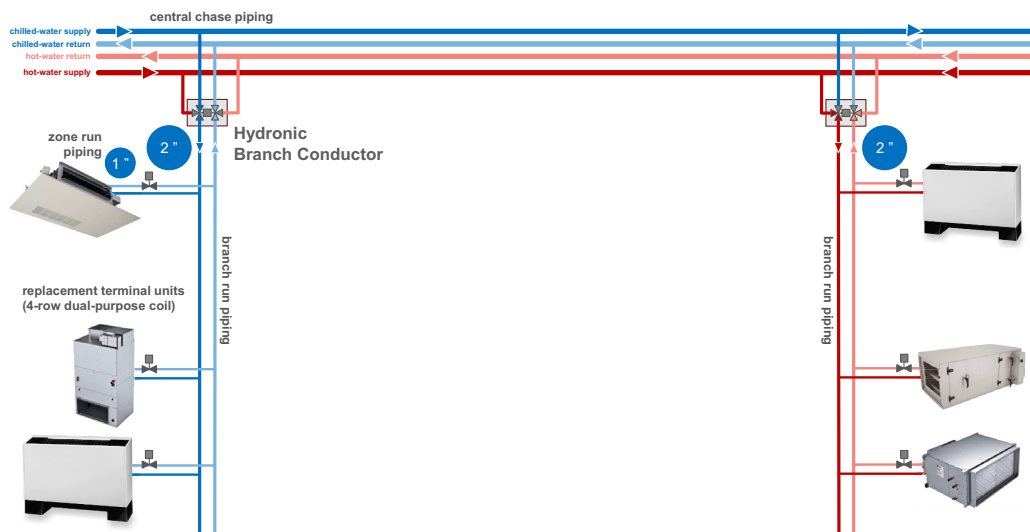 central chase piping
chilled-water supply
chilled-water return
hot-water return
hot-water supply
zone run
piping
1 ”
2 ”
Hydronic
Branch Conductor
2 ”
branch run piping
branch run piping
replacement terminal units
(4-row dual-purpose coil)